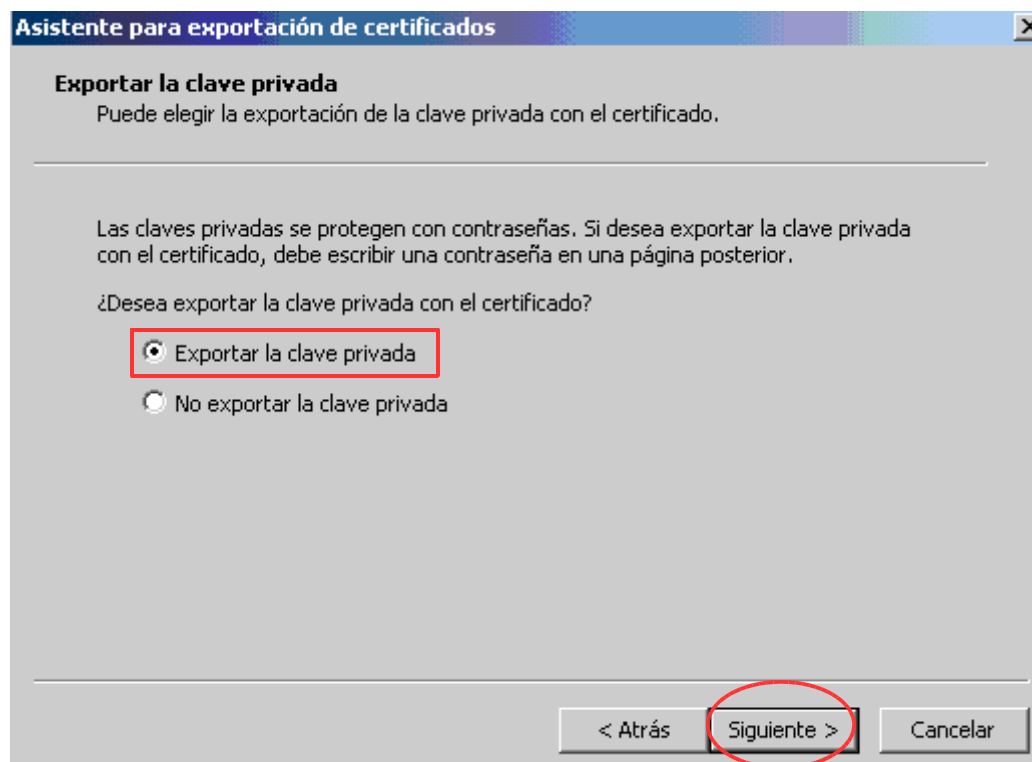 Asistente para exportación de certificados
Exportar la clave privada
Puede elegir la exportación de la clave privada con el certificado.
Las claves privadas se protegen con contraseñas. Si desea exportar la clave privada
con el certificado, debe escribir una contraseña en una página posterior.
¿Desea exportar la clave privada con el certificado?
Exportar la clave privada
No exportar la clave privada
< Atrás Siguiente > Cancelar